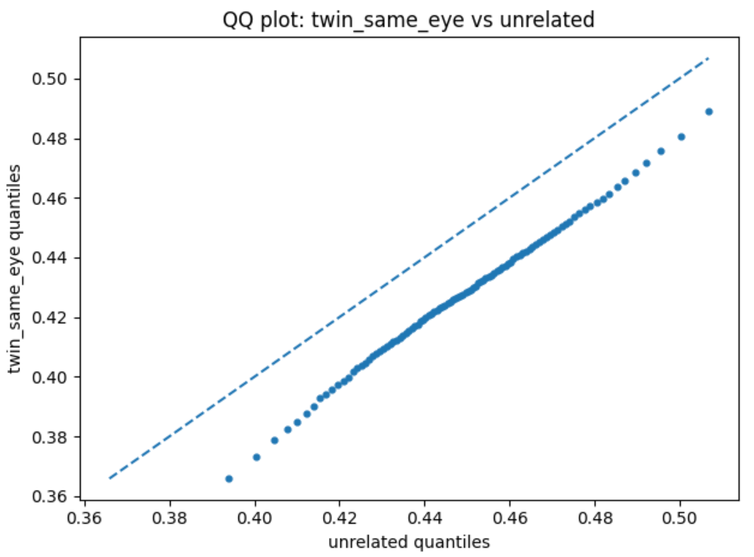 QQ plot: twin_same_eye vs unrelated
twin_same_eye quantiles
0.50
0.48
0.46
0.44
0.42
0.40
0.38
0.36
0.36 0.38 0.40 0.42 0.44 0.46 0.48 0.50
unrelated quantiles